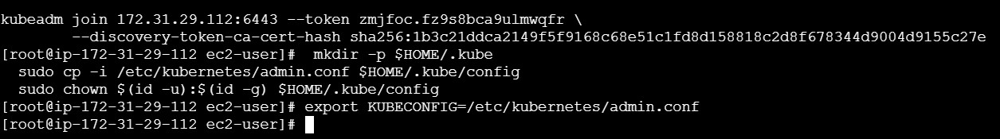 kubeadm join 172.31.29.112:6443 --token zmjfoc.fz9s8bca9ulmwqfr \
        --discovery-token-ca-cert-hash sha256:1b3c21ddca2149f5f9168c68e51c1fd8d158818c2d8f678344d9004d9155c27e
[root@ip-172-31-29-112 ec2-user]#  mkdir -p $HOME/.kube
  sudo cp -i /etc/kubernetes/admin.conf $HOME/.kube/config
  sudo chown $(id -u):$(id -g) $HOME/.kube/config
[root@ip-172-31-29-112 ec2-user]# export KUBECONFIG=/etc/kubernetes/admin.conf
[root@ip-172-31-29-112 ec2-user]#